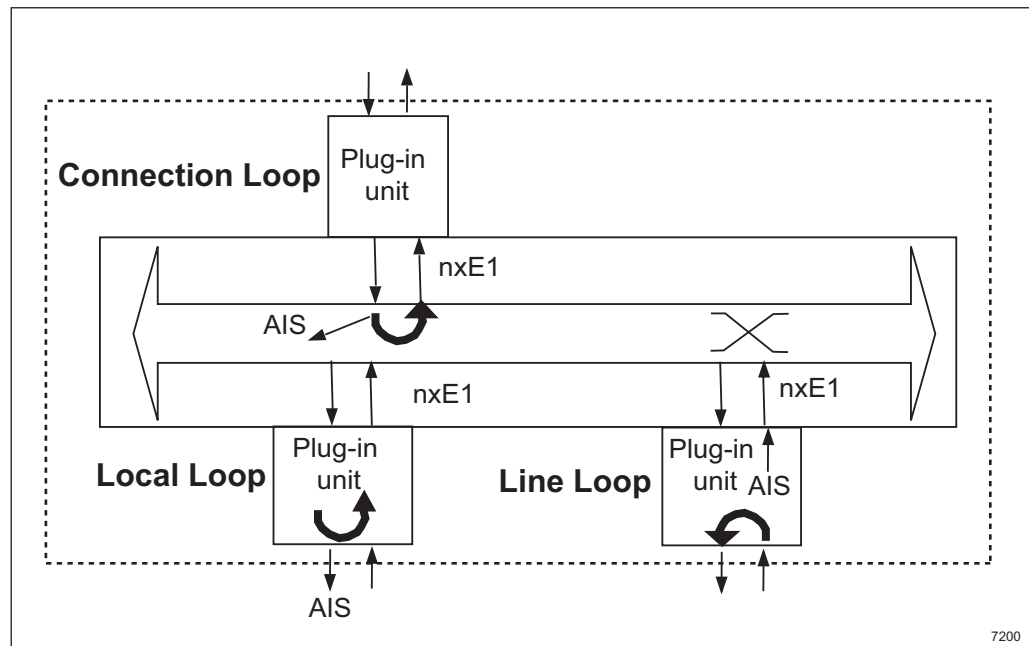 Plug-in
unit
Connection Loop
nxE1
AIS
nxE1
nxE1
Plug-in
unit
Local Loop
Plug-in
unit
AIS
Line Loop
AIS
7200